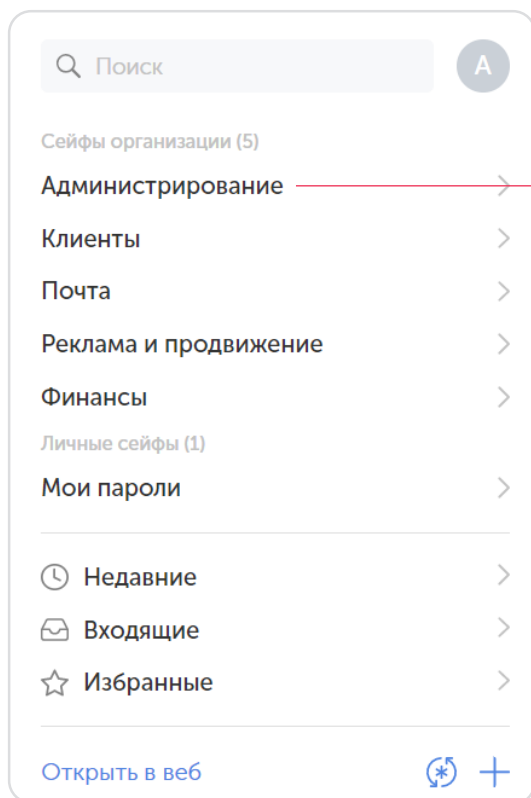 Поиск
А
Сейфы организации (5)
Администрирование
Клиенты
Почта
Реклама и продвижение
Финансы
Личные сейфы (1)
Мои пароли
Недавние
Входящие
Избранные
Открыть в веб